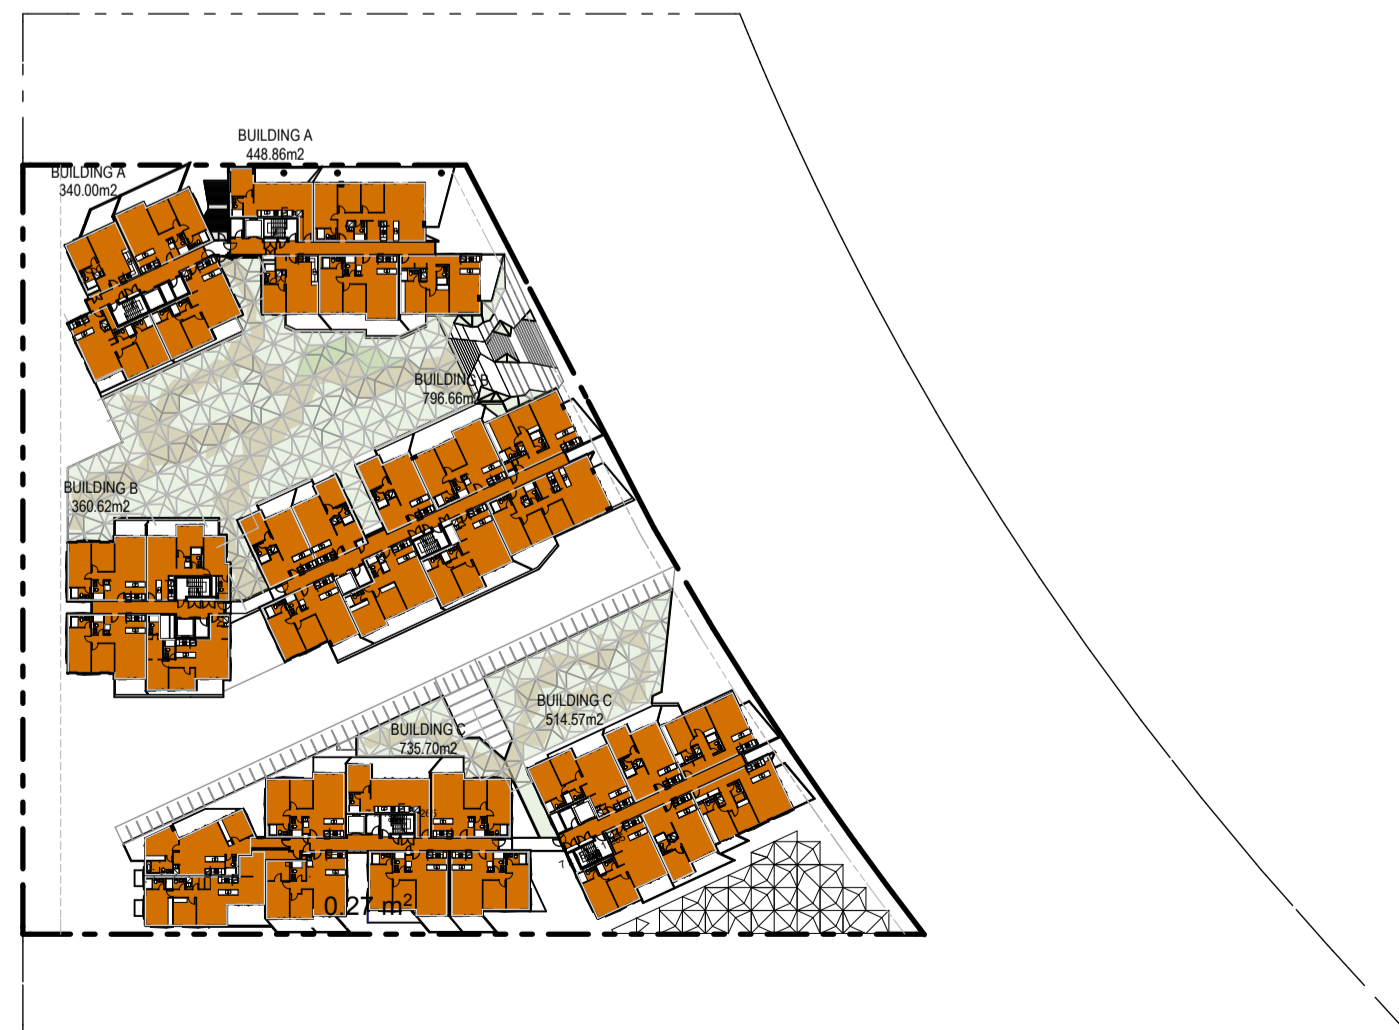 BUILDING A
448.86m2
BUILDING A
340.00m2
BUILDING B
796.66m2
BUILDING B
360.62m2
BUILDING C
514.57m2
BUILDING C
735.70m2
0.27 m²